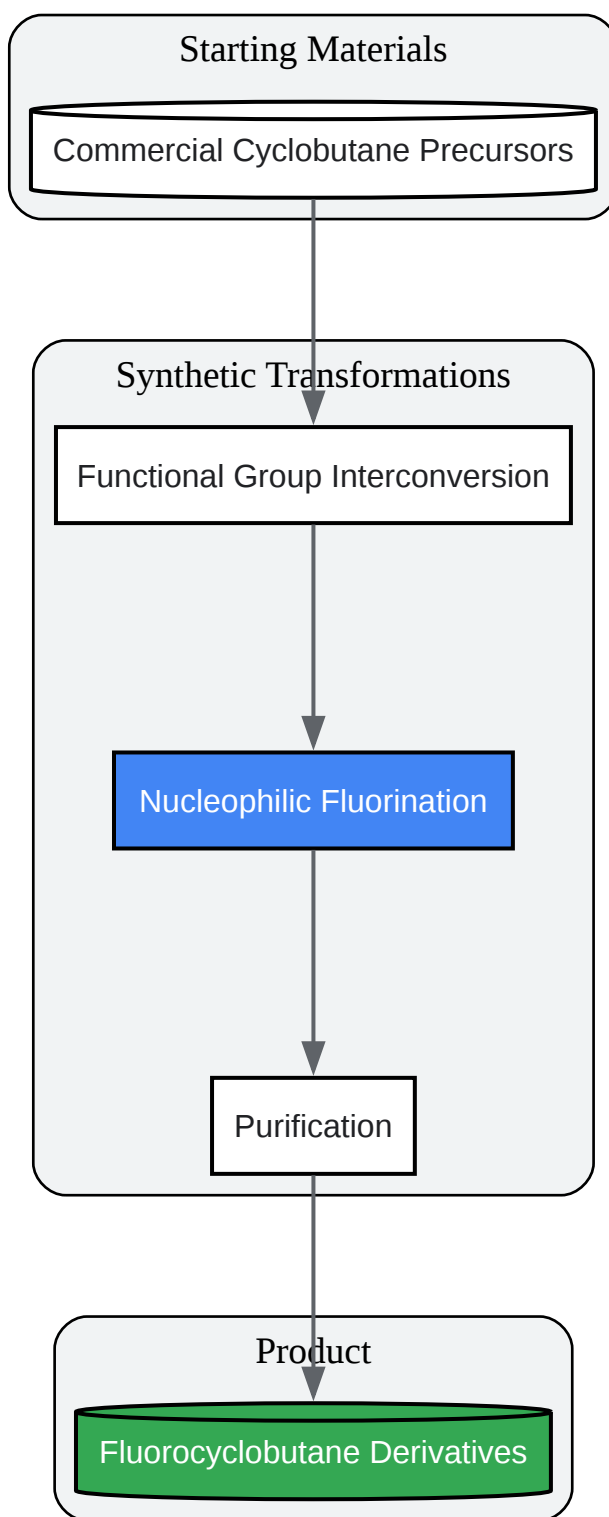 Starting Materials
Commercial Cyclobutane Precursors
Synthetic Transformations
Functional Group Interconversion
Nucleophilic Fluorination
Purification
Product
Fluorocyclobutane Derivatives